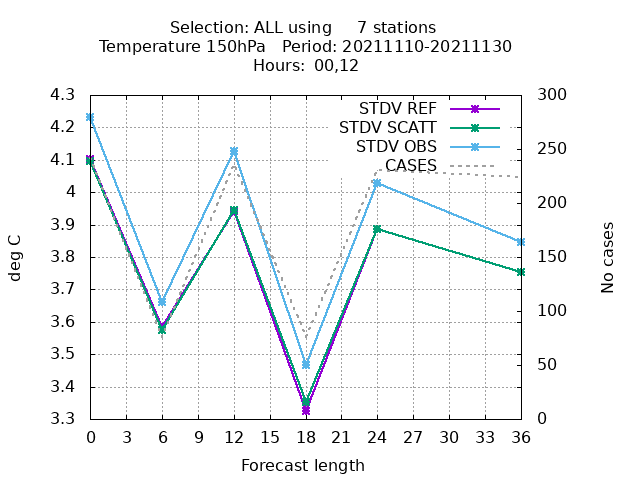 Selection: ALL using     7 stations
Temperature 150hPa   Period: 20211110-20211130
Hours:  00,12
STDV REF
STDV SCATT
STDV OBS
CASES
deg C
4.3
4.2
4.1
4
3.9
3.8
3.7
3.6
3.5
3.4
3.3
300
250
200
150
100
50
0
No cases
0 3 6 9 12 15 18 21 24 27 30 33 36
Forecast length